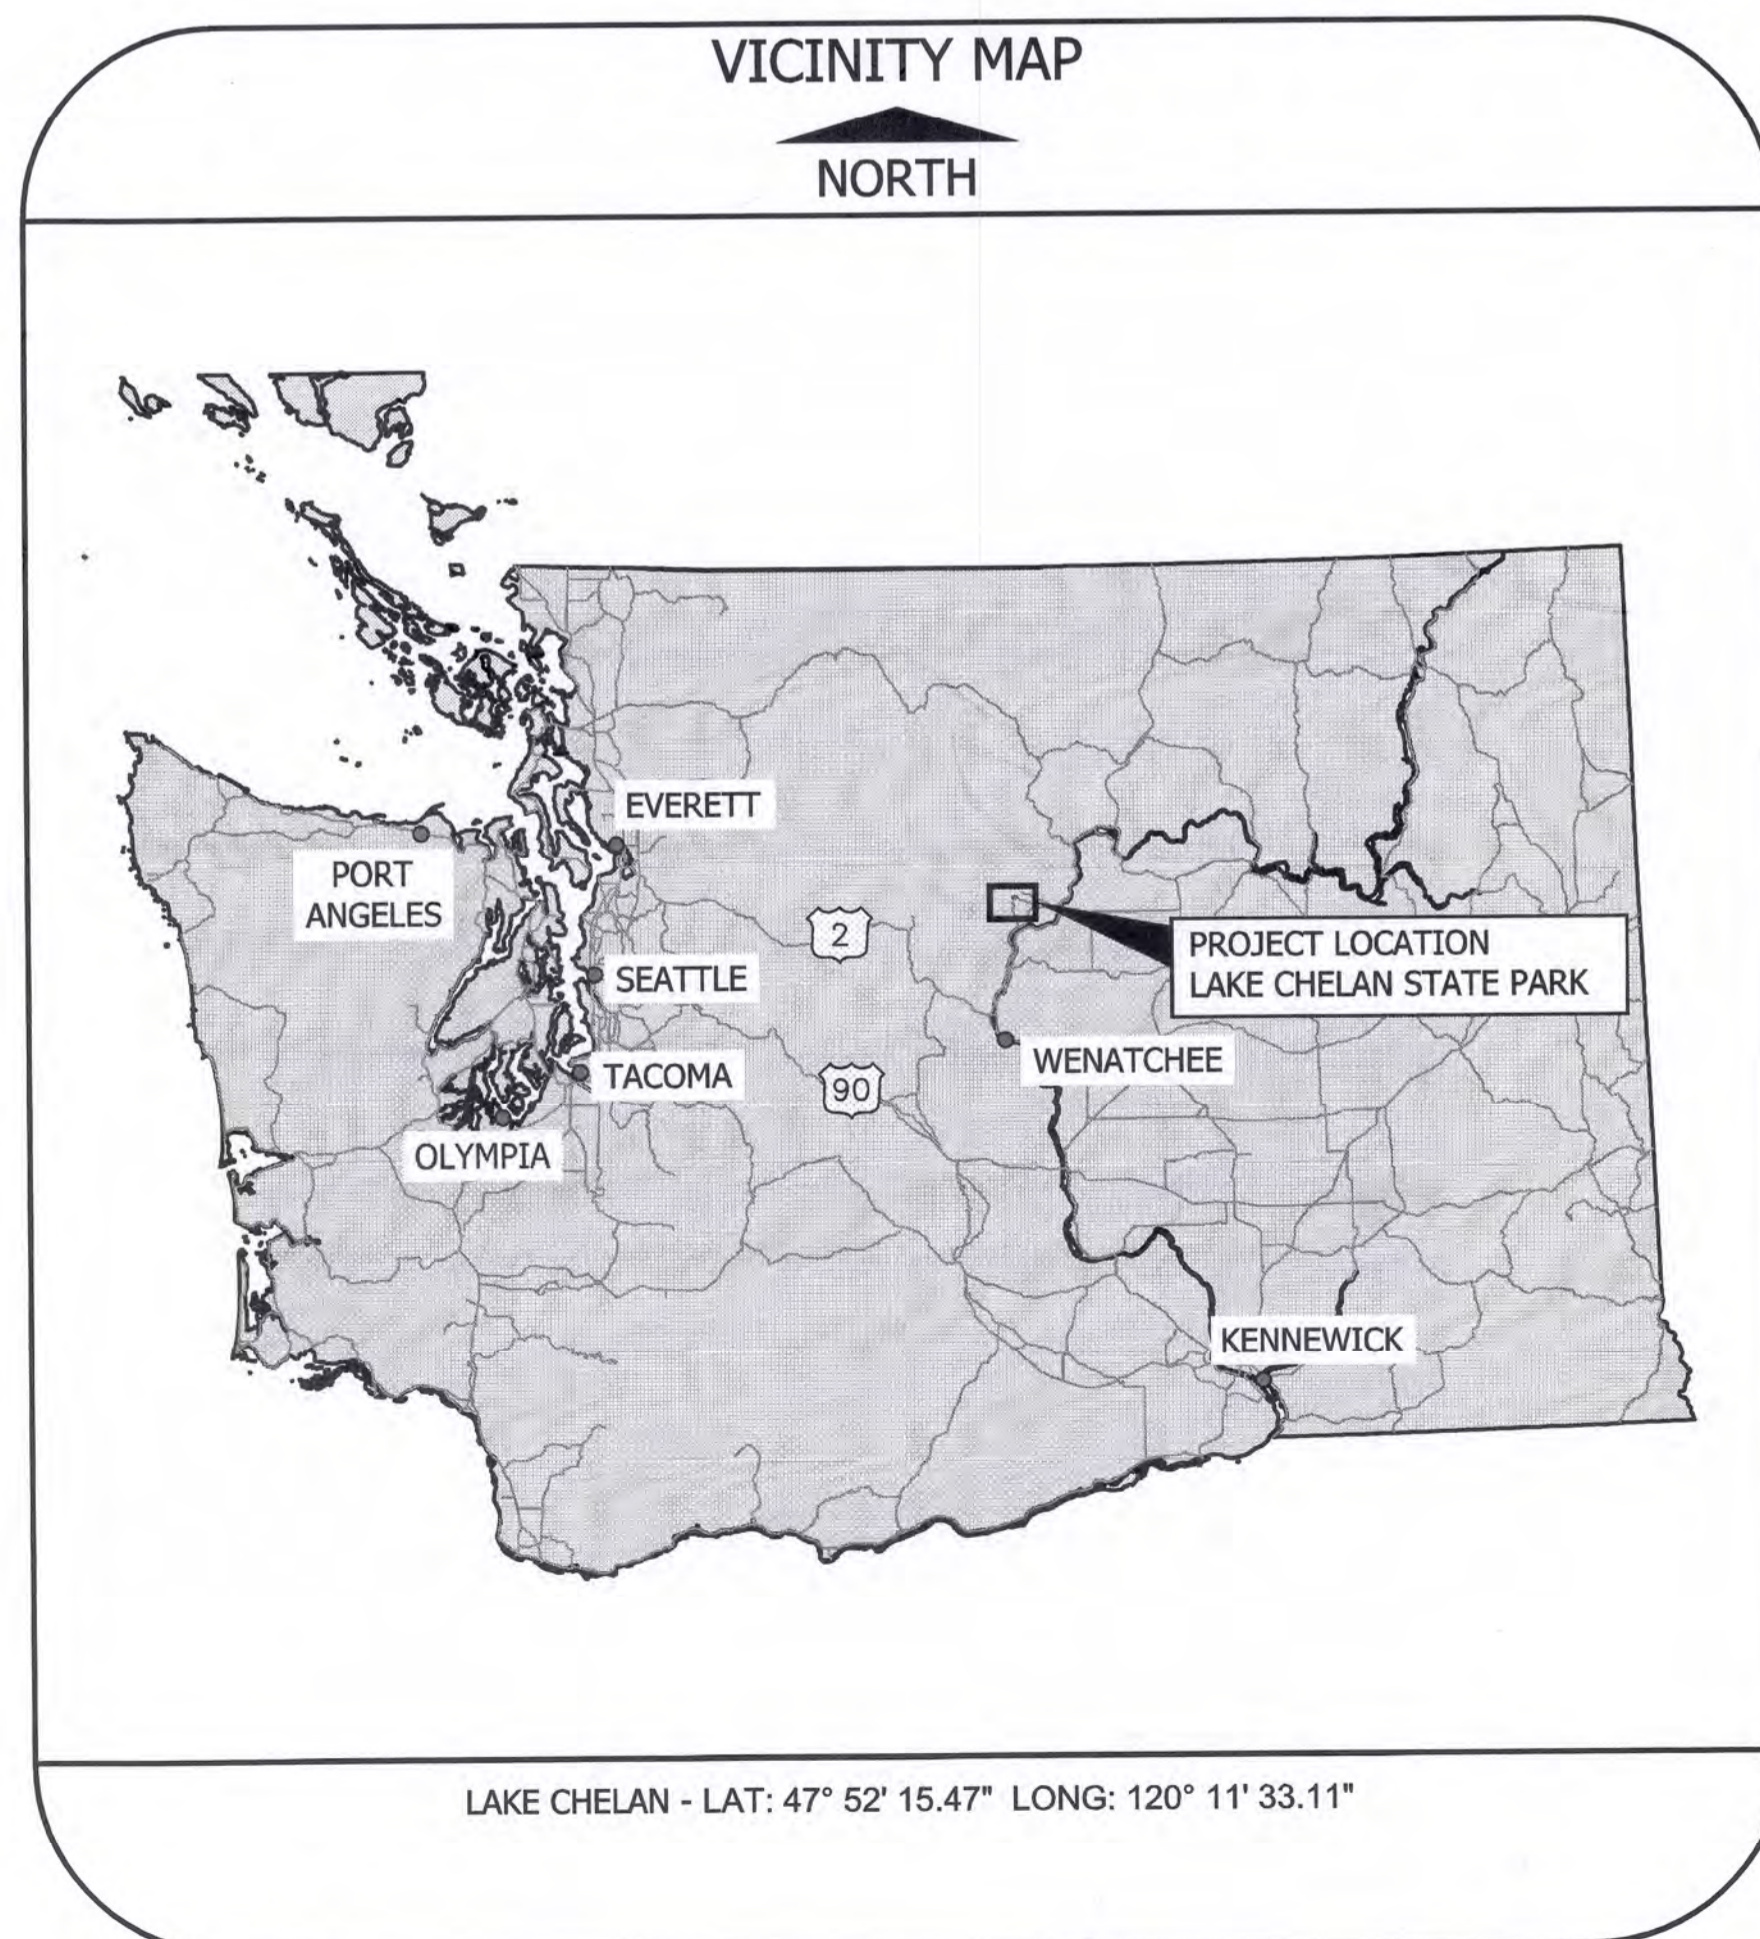 VICINITY MAP
NORTH
EVERETT
PORT
ANGELES
2
PROJECT LOCATION
LAKE CHELAN STATE PARK
SEATTLE
WENATCHEE
TACOMA
90
OLYMPIA
KENNEWICK
LAKE CHELAN - LAT: 47° 52' 15.47" LONG: 120° 11' 33.11"